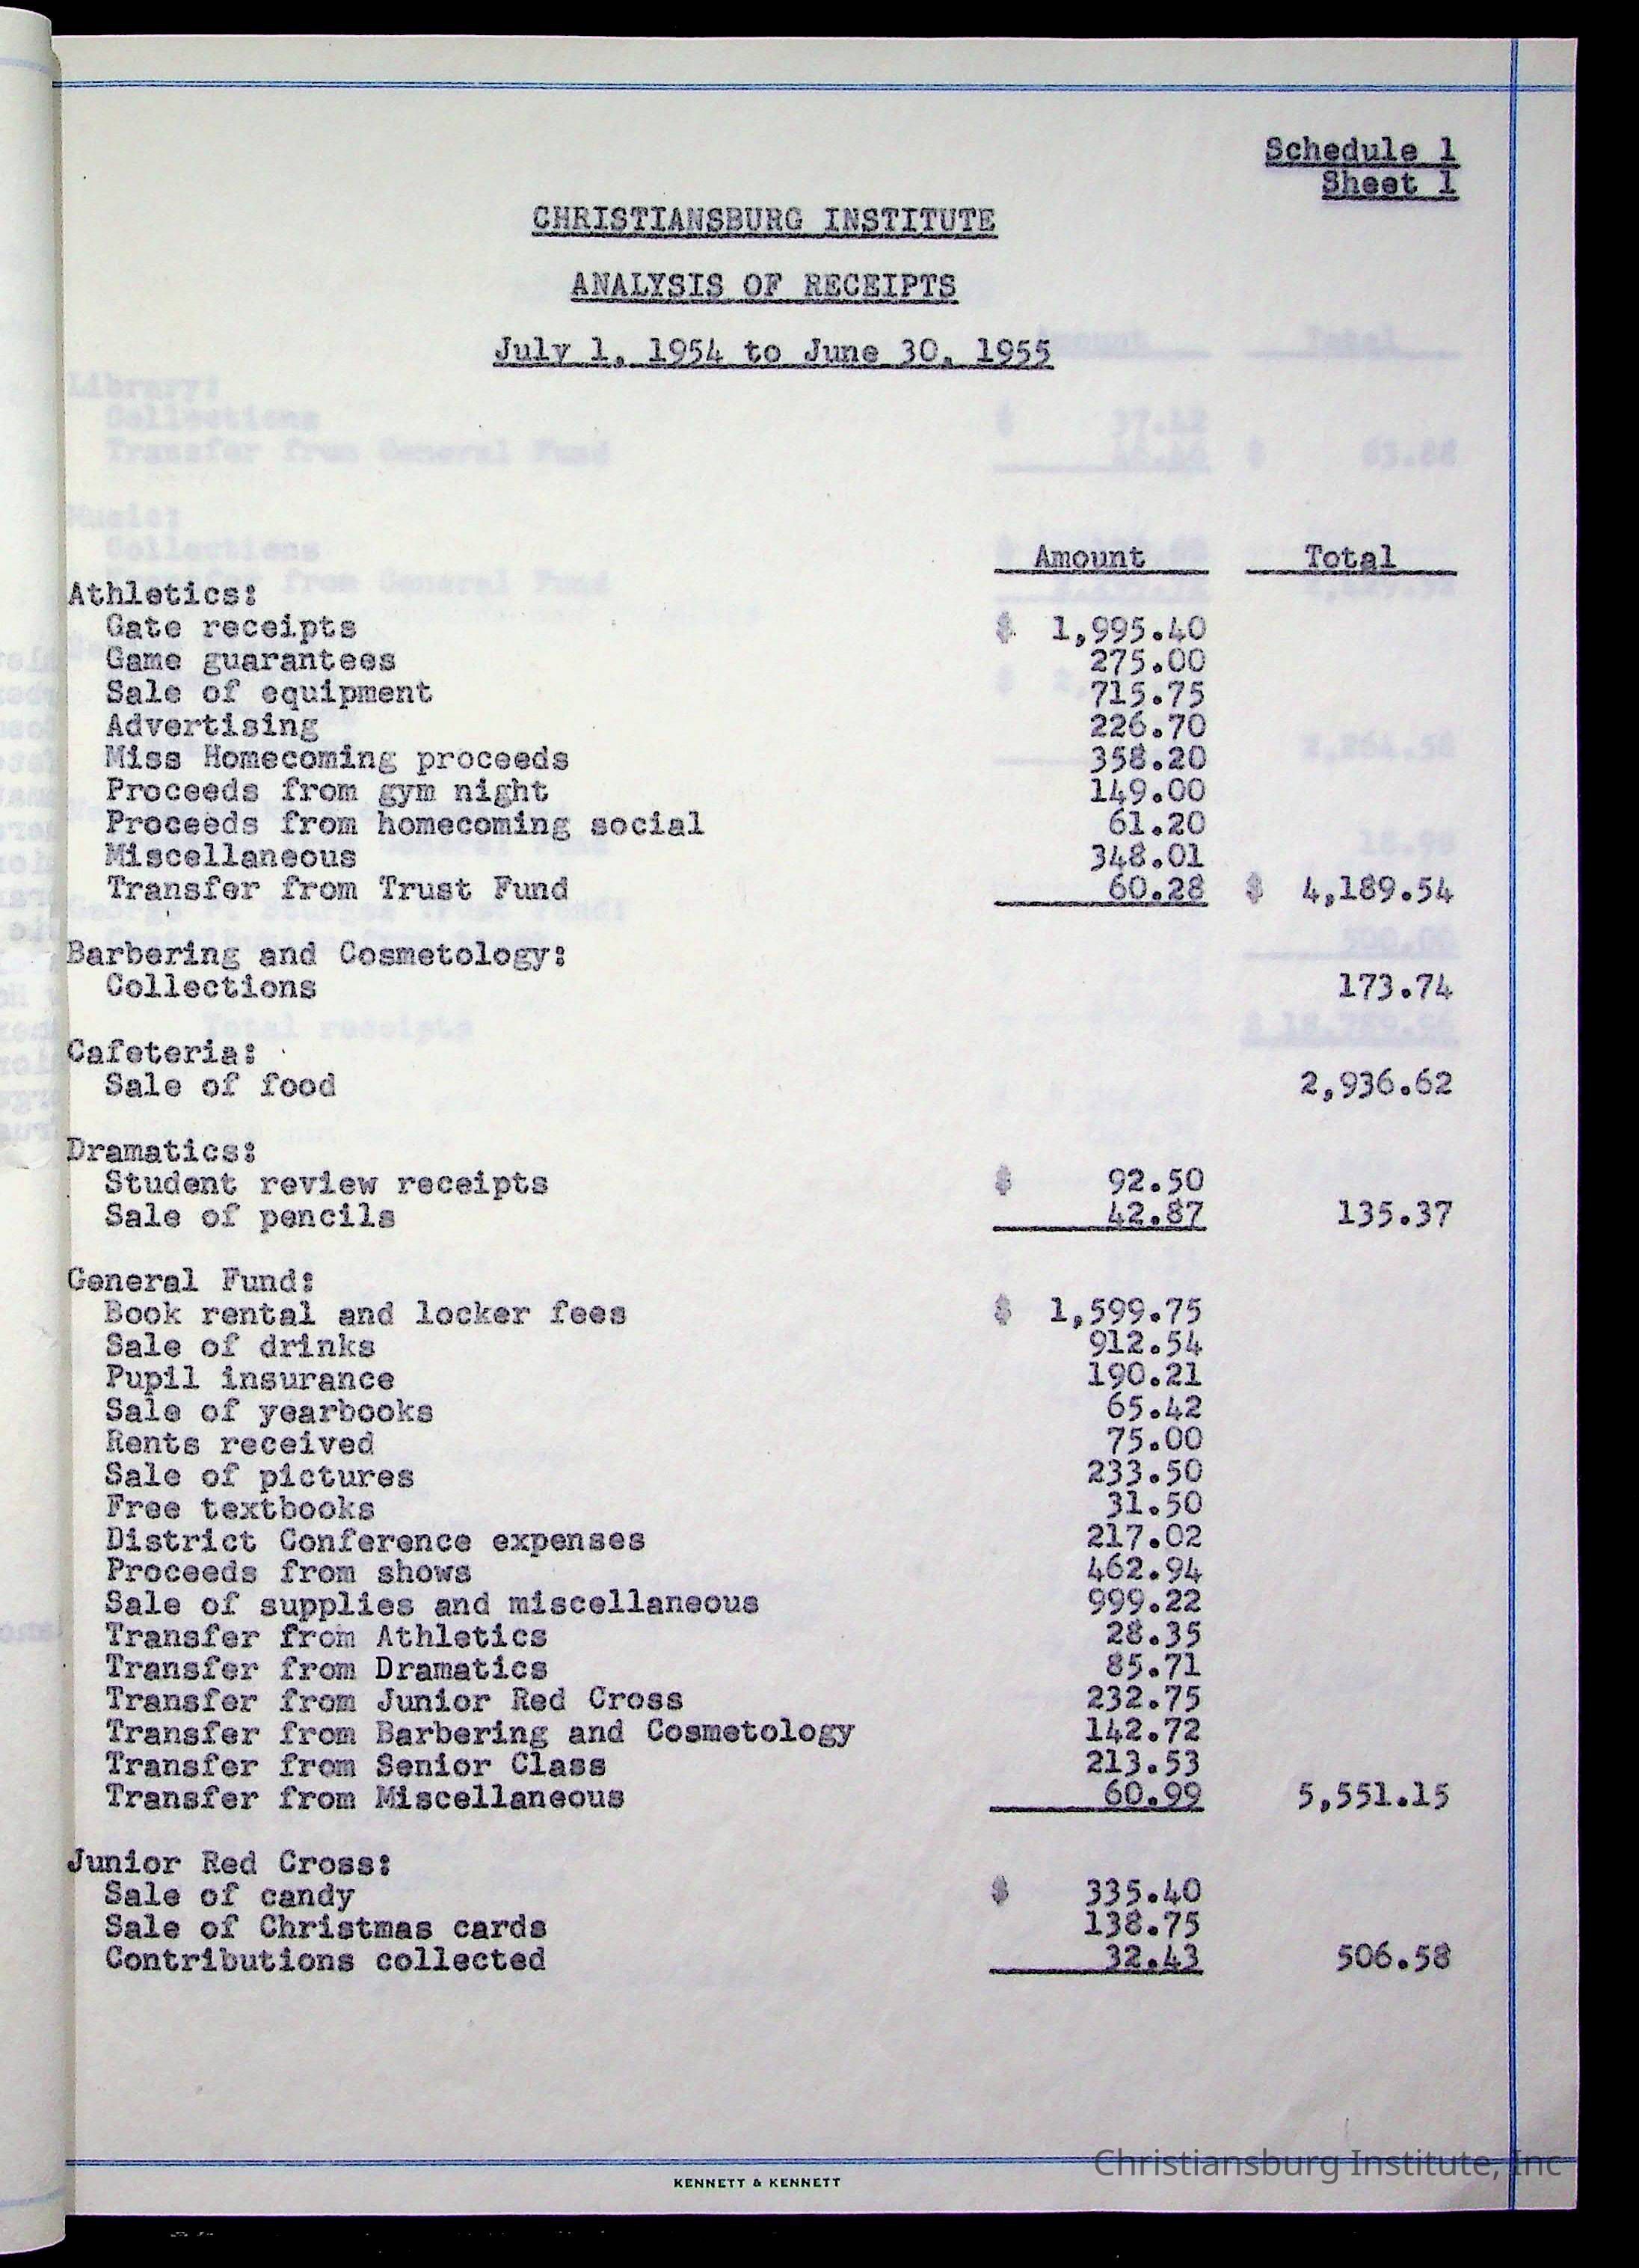 Schedule 1
Sheet 1
CHRISTIANSBURG INSTITUTE
ANALYSIS OF RECEIPTS
July 1, 1954 to June 30, 1955
Amount Total
Athletics:
Gate receipts $ 1,995.40
Game guarantees 275.00
Sale of equipment 715.75
Advertising 226.70
Miss Homecoming proceeds 358.20
Proceeds from gym night 149.00
Proceeds from homecoming social 61.20
Miscellaneous 348.01
Transfer from Trust Fund 60.28 $ 4,189.54
Barbering and Cosmetology:
Collections 173.74
Cafeteria:
Sale of food 2,936.62
Dramatics:
Student review receipts $ 92.50
Sale of pencils 42.87 135.37
General Fund:
Book rental and locker fees $ 1,599.75
Sale of drinks 912.54
Pupil insurance 190.21
Sale of yearbooks 65.42
Rents received 75.00
Sale of pictures 233.50
Free textbooks 31.50
District Conference expenses 217.02
Proceeds from shows 462.94
Sale of supplies and miscellaneous 999.22
Transfer from Athletics 28.35
Transfer from Dramatics 85.71
Transfer from Junior Red Cross 232.75
Transfer from Barbering and Cosmetology 142.72
Transfer from Senior Class 213.53
Transfer from Miscellaneous 60.99 5,551.15
Junior Red Cross:
Sale of candy $ 335.40
Sale of Christmas cards 138.75
Contributions collected 32.43 506.58
Christiansburg Institute, Inc
KENNETT & KENNETT